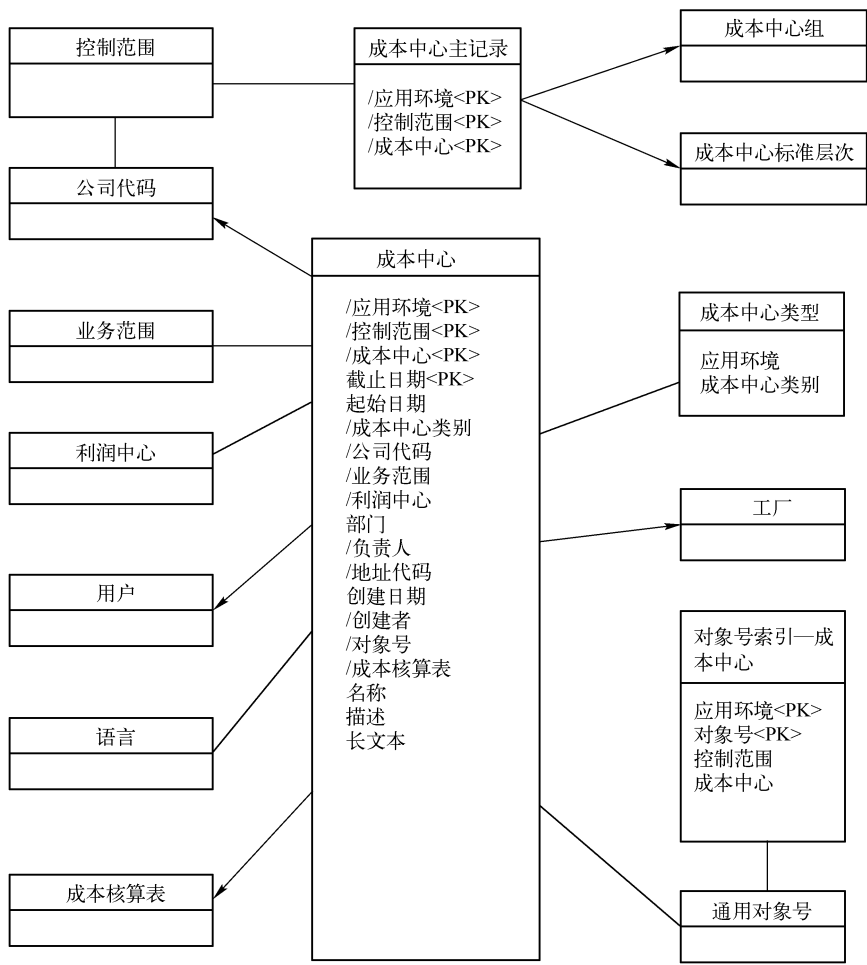 控制范围
成本中心主记录
/应用环境<PK>
/控制范围<PK>
/成本中心<PK>
成本中心组
成本中心标准层次
公司代码
成本中心
/应用环境<PK>
/控制范围<PK>
/成本中心<PK>
截止日期<PK>
起始日期
/成本中心类别
/公司代码
/业务范围
/利润中心
部门
/负责人
/地址代码
创建日期
/创建者
/对象号
/成本核算表
名称
描述
长文本
业务范围
利润中心
用户
语言
成本核算表
成本中心类型
应用环境
成本中心类别
工厂
对象号索引—成
本中心
应用环境<PK>
对象号<PK>
控制范围
成本中心
通用对象号